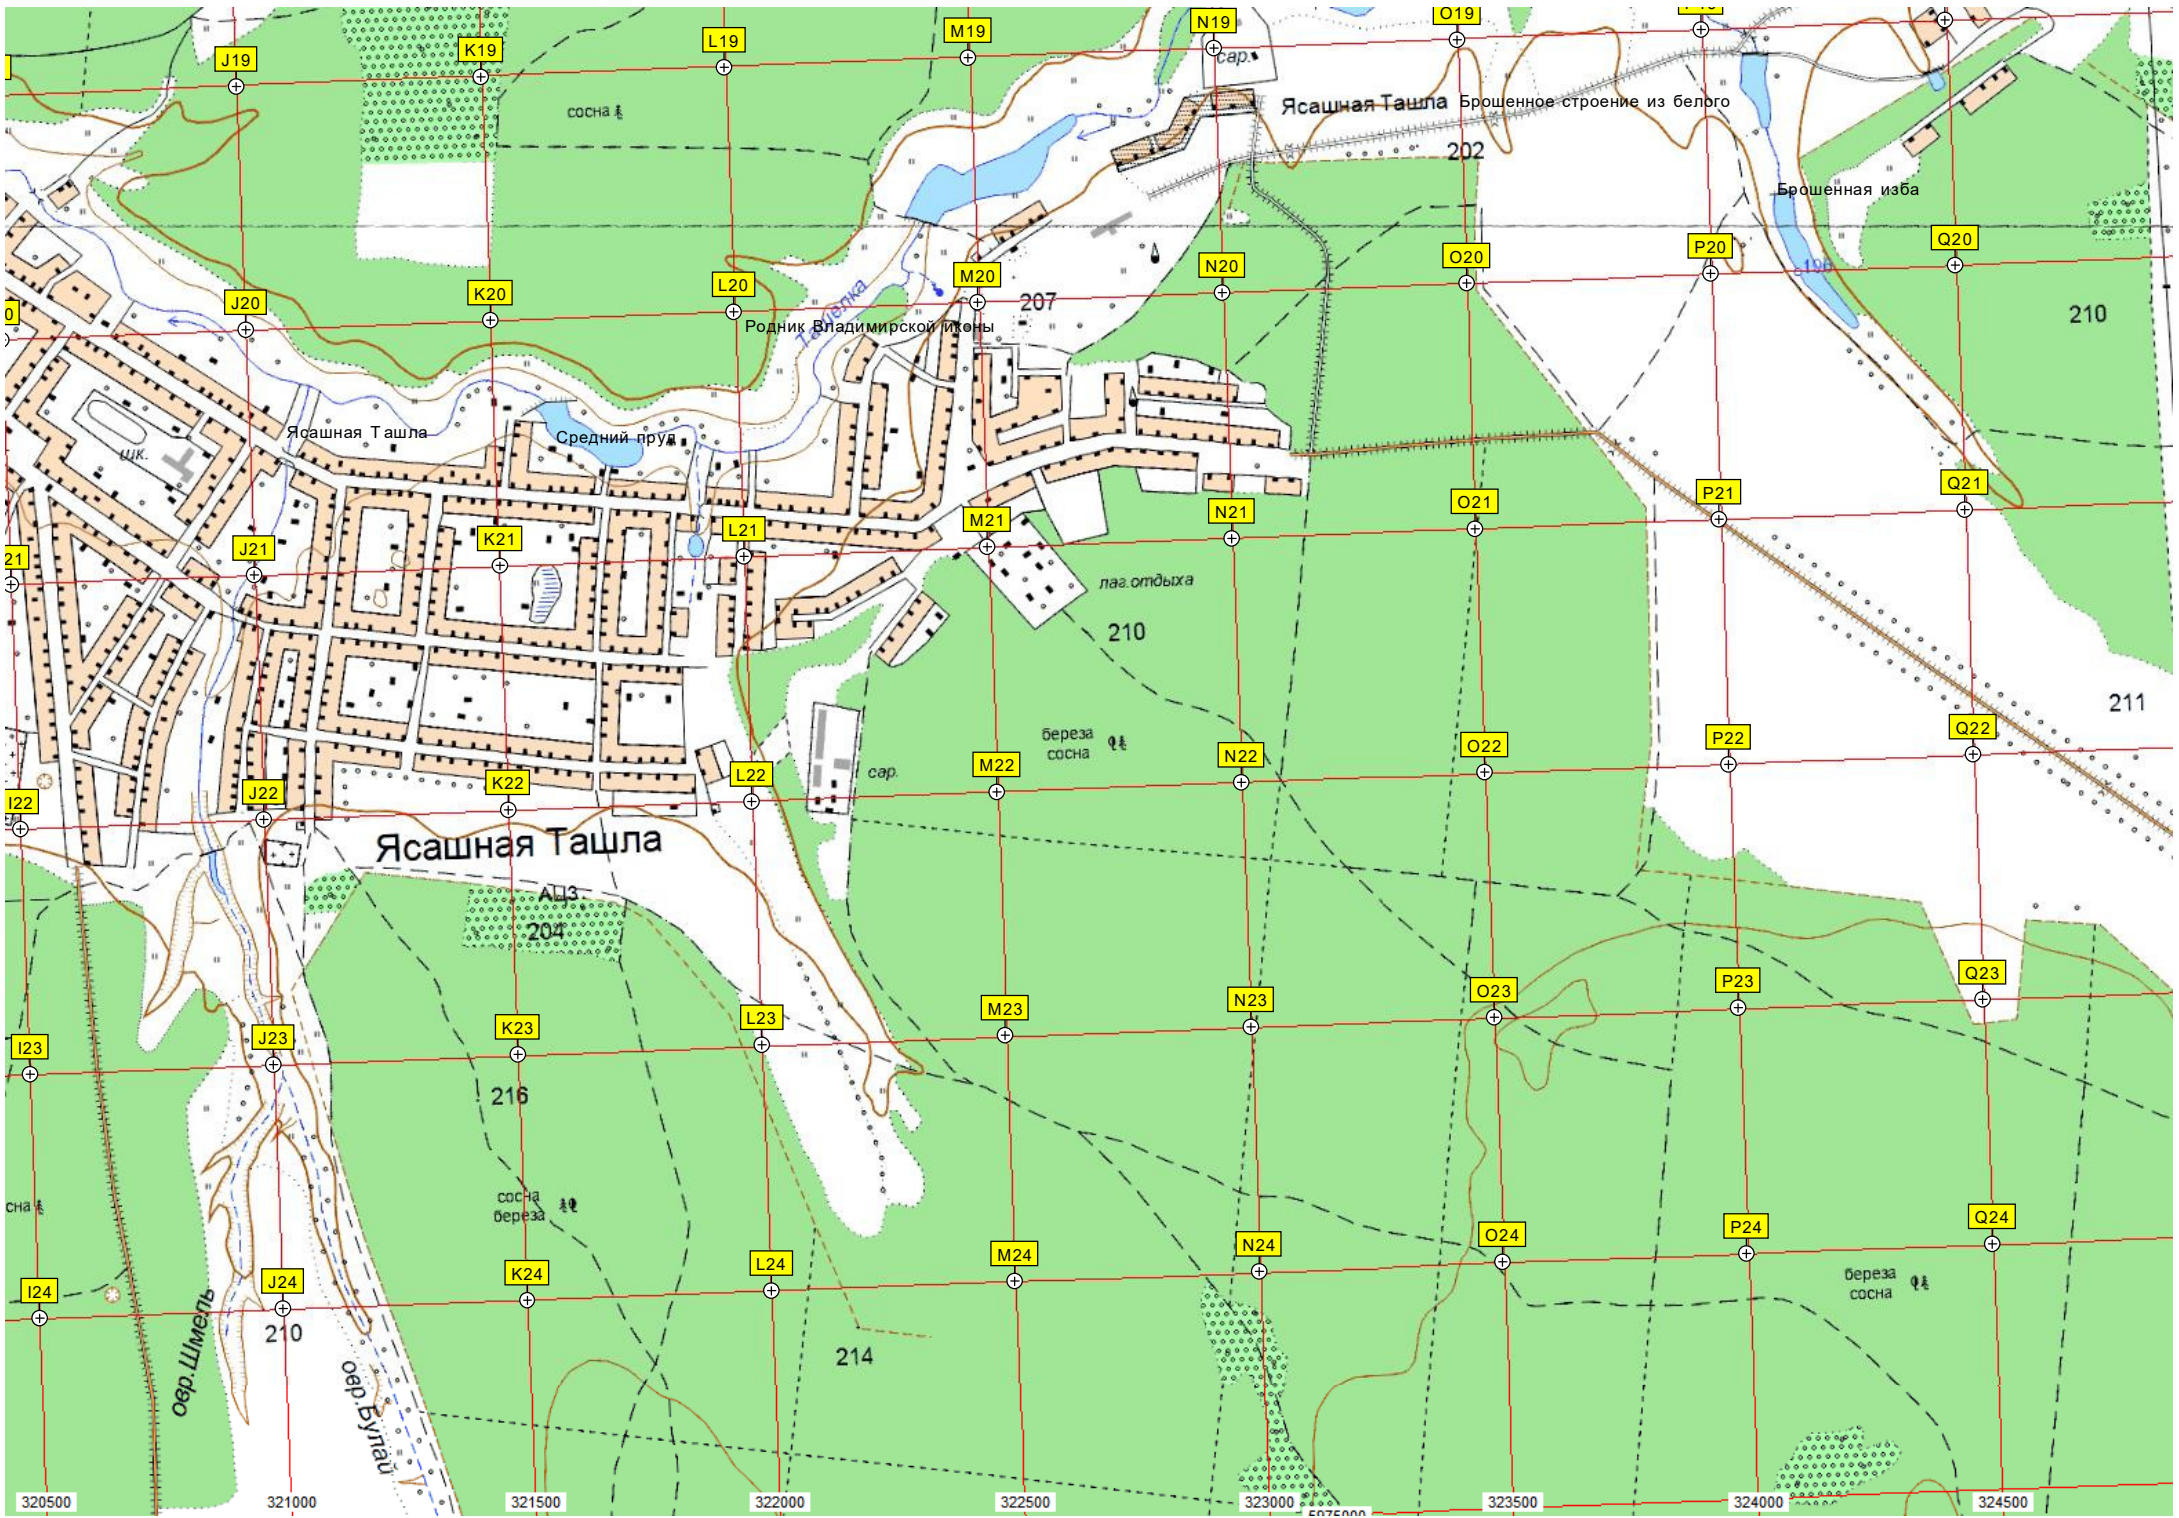 J19
K19
L19
M19
N19
O19
сосна
сар.
Ясашная Ташла
Брошенное строение из белого
202
Брошенная изба
J20
K20
L20
M20
N20
O20
P20
Q20
196
207
210
Ташелка
Родник Владимирской иконы
0
шк.
Ясашная Ташла
Средний пруд
21
J21
K21
L21
M21
N21
O21
P21
Q21
лаг.отдыха
210
211
береза
сосна
сар.
I22
J22
K22
L22
M22
N22
O22
P22
Q22
Ясашная Ташла
АЦЗ.
204
I23
J23
K23
L23
M23
N23
O23
P23
Q23
216
сосна
береза
сна
I24
J24
K24
L24
M24
N24
O24
P24
Q24
береза
сосна
210
214
овр.Шмель
овр.Булай
320500
321000
321500
322000
322500
323000
323500
324000
324500
5975000